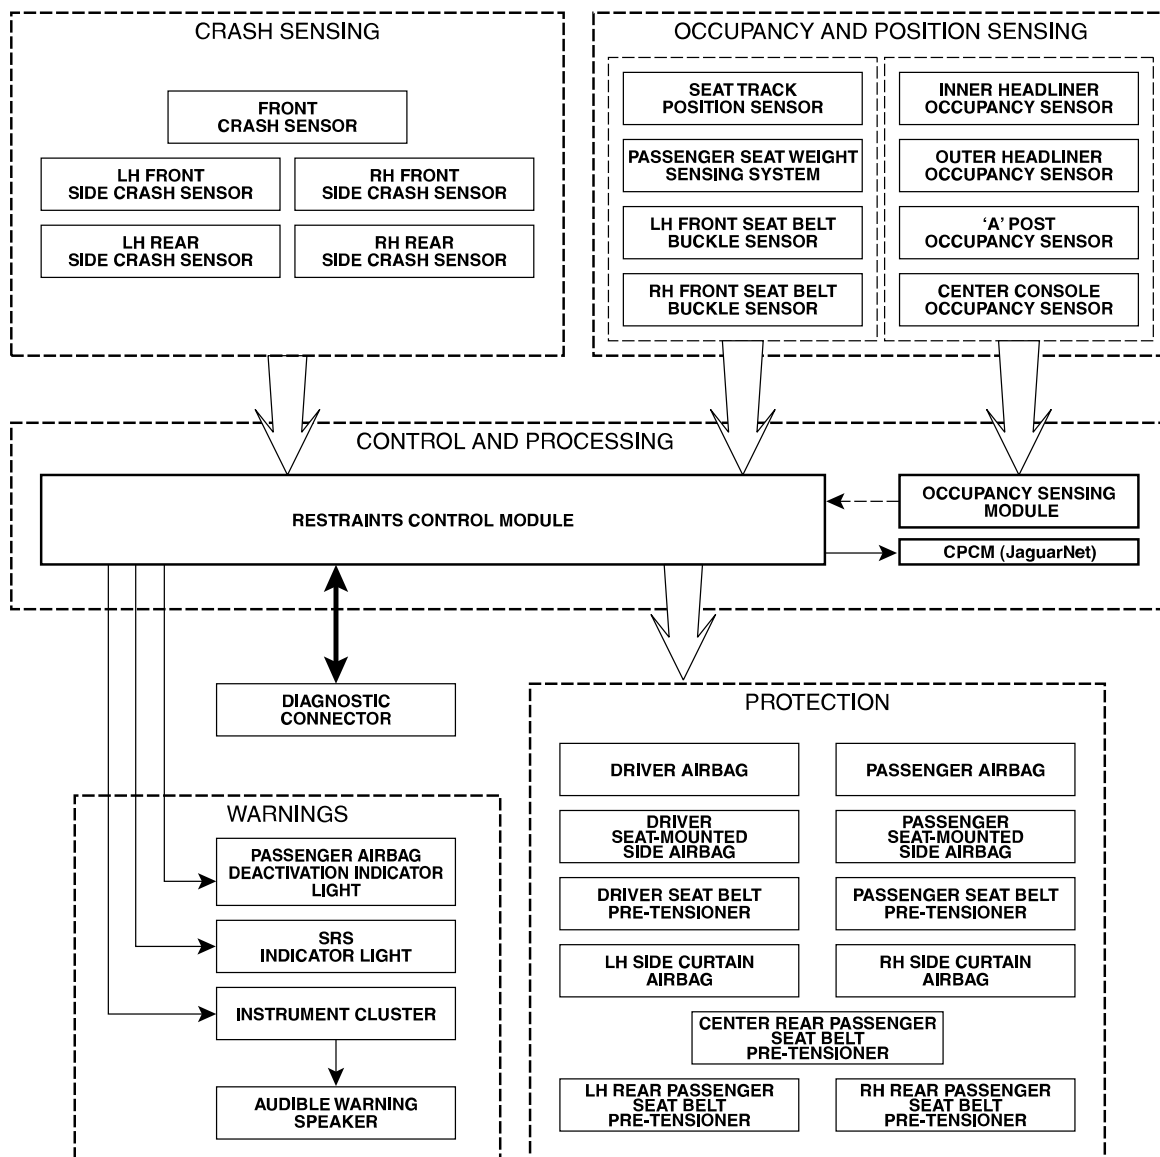 CRASH SENSING
FRONT
CRASH SENSOR
LH FRONT
SIDE CRASH SENSOR
RH FRONT
SIDE CRASH SENSOR
LH REAR
SIDE CRASH SENSOR
RH REAR
SIDE CRASH SENSOR
OCCUPANCY AND POSITION SENSING
SEAT TRACK
POSITION SENSOR
PASSENGER SEAT WEIGHT
SENSING SYSTEM
LH FRONT SEAT BELT
BUCKLE SENSOR
RH FRONT SEAT BELT
BUCKLE SENSOR
INNER HEADLINER
OCCUPANCY SENSOR
OUTER HEADLINER
OCCUPANCY SENSOR
‘A’ POST
OCCUPANCY SENSOR
CENTER CONSOLE
OCCUPANCY SENSOR
CONTROL AND PROCESSING
RESTRAINTS CONTROL MODULE
OCCUPANCY SENSING
MODULE
CPCM (JaguarNet)
DIAGNOSTIC
CONNECTOR
WARNINGS
PASSENGER AIRBAG
DEACTIVATION INDICATOR
LIGHT
SRS
INDICATOR LIGHT
INSTRUMENT CLUSTER
AUDIBLE WARNING
SPEAKER
PROTECTION
DRIVER AIRBAG
PASSENGER AIRBAG
DRIVER
SEAT-MOUNTED
SIDE AIRBAG
PASSENGER
SEAT-MOUNTED
SIDE AIRBAG
DRIVER SEAT BELT
PRE-TENSIONER
PASSENGER SEAT BELT
PRE-TENSIONER
LH SIDE CURTAIN
AIRBAG
RH SIDE CURTAIN
AIRBAG
CENTER REAR PASSENGER
SEAT BELT
PRE-TENSIONER
LH REAR PASSENGER
SEAT BELT
PRE-TENSIONER
RH REAR PASSENGER
SEAT BELT
PRE-TENSIONER